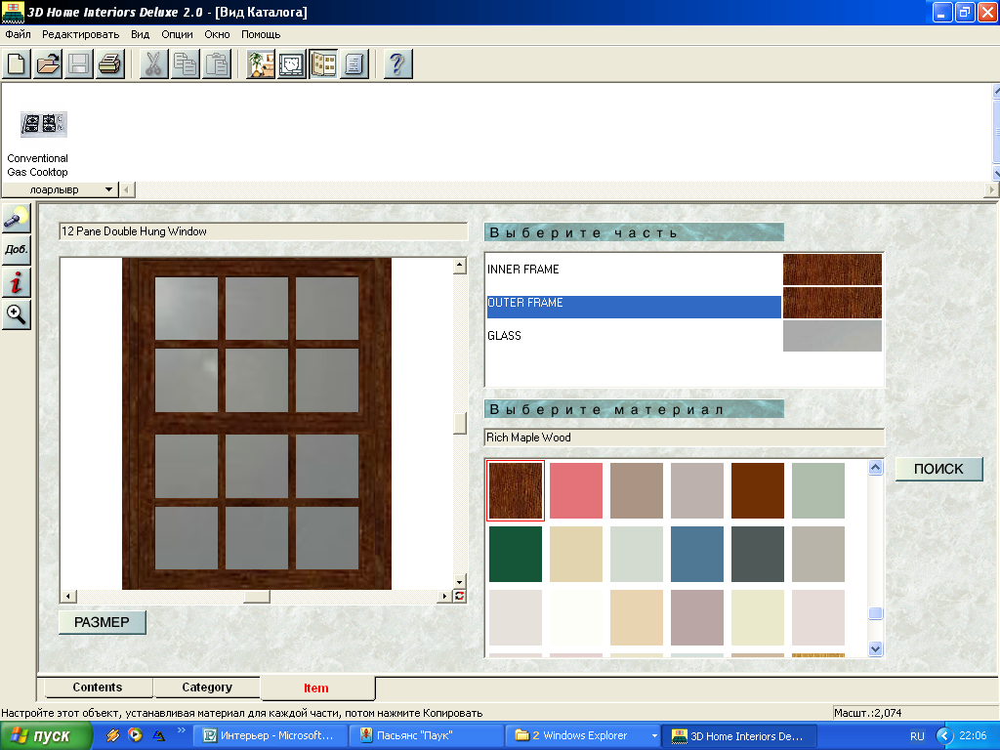 3D Home Interiors Deluxe 2.0 - [Вид Каталога]
Файл Редактировать Вид Опции Окно Помощь
Conventional
Gas Cooktop
лоарлывр
12 Pane Double Hung Window
Выберите часть
Доб.
INNER FRAME
OUTER FRAME
GLASS
Выберите материал
Rich Maple Wood
ПОИСК
РАЗМЕР
Contents Category Item
Настройте этот объект, устанавливая материал для каждой части, потом нажмите Копировать
Масшт.:2,074
пуск
Интерьер - Microsoft...
Пасьянс "Паук"
2 Windows Explorer
3D Home Interiors De...
RU
22:06